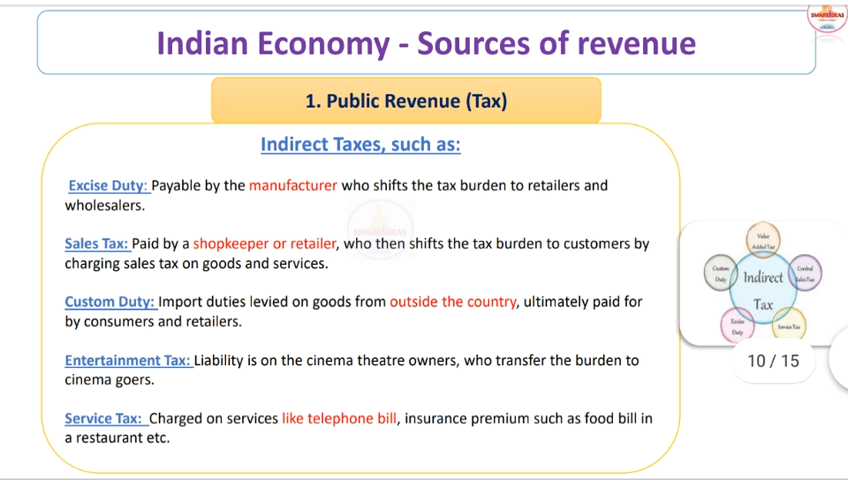 SMARTIDEAS
Indian Economy - Sources of revenue
1. Public Revenue (Tax)
Indirect Taxes, such as:
Excise Duty: Payable by the manufacturer who shifts the tax burden to retailers and
wholesalers.
Sales Tax: Paid by a shopkeeper or retailer, who then shifts the tax burden to customers by
charging sales tax on goods and services.
Custom Duty: Import duties levied on goods from outside the country, ultimately paid for
by consumers and retailers.
Entertainment Tax: Liability is on the cinema theatre owners, who transfer the burden to
cinema goers.
Service Tax: Charged on services like telephone bill, insurance premium such as food bill in
a restaurant etc.
SMARTIDEAS
Value
Added Tax
Custom
Duty
Indirect
Tax
Central
Sales Tax
Excise
Duty
Service Tax
10 / 15